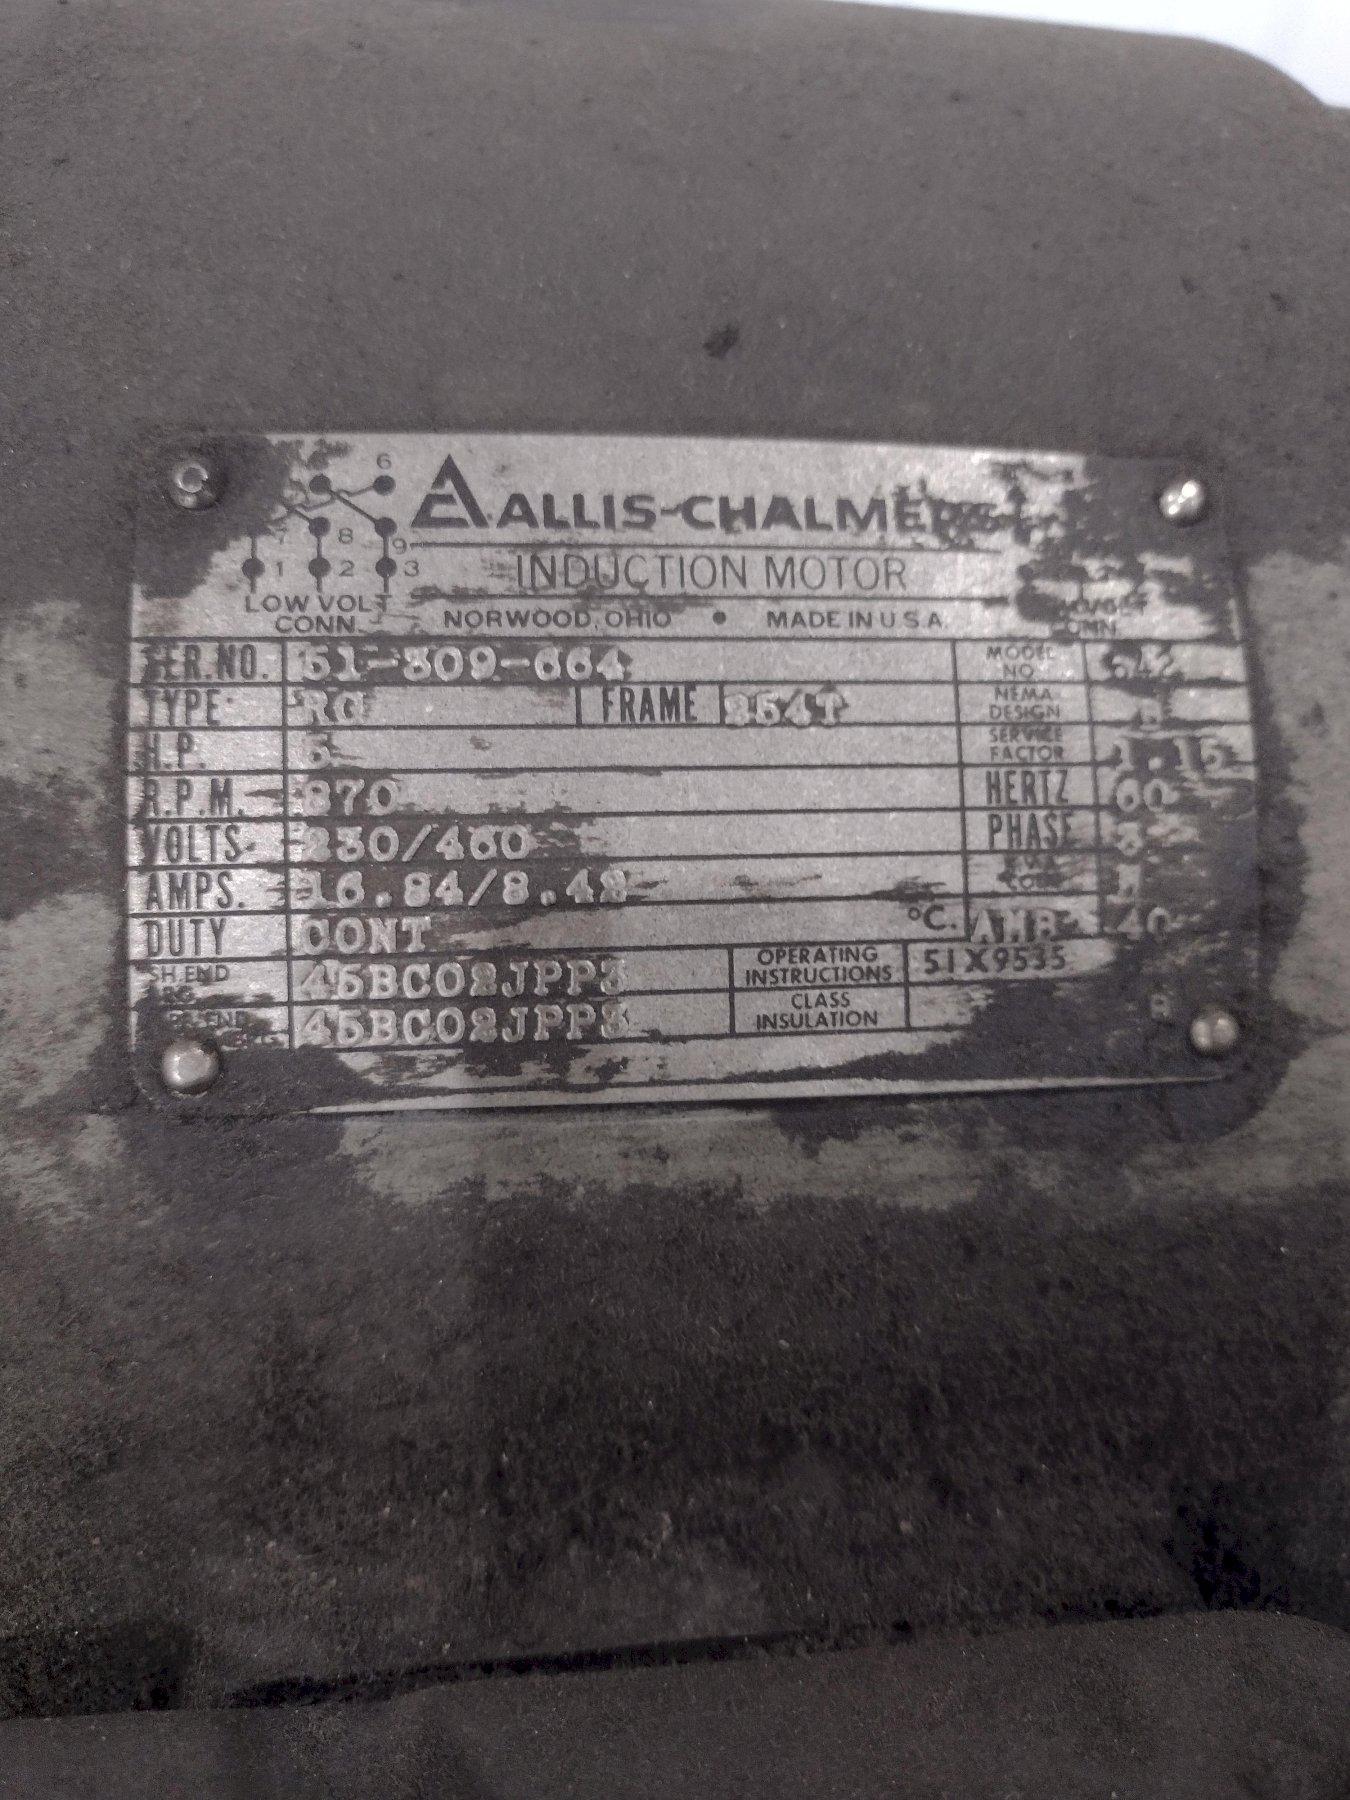 6
ALLIS-CHALMERS
7 8 9
1 2 3
INDUCTION MOTOR
LOW VOLT
CONN.
NORWOOD, OHIO • MADE IN U S A
SER.NO. 51-309-664 MODEL NO. 642
TYPE RG FRAME 254T NEMA DESIGN B
H.P. 5 SERVICE FACTOR 1.15
R.P.M. 870 HERTZ 60
VOLTS 230/460 PHASE 3
AMPS. 16.84/8.42
DUTY CONT °C. AMB. 40
SH.END 45BC02JPP3 OPERATING INSTRUCTIONS 51X9535
END BRG 45BC02JPP3 CLASS INSULATION B